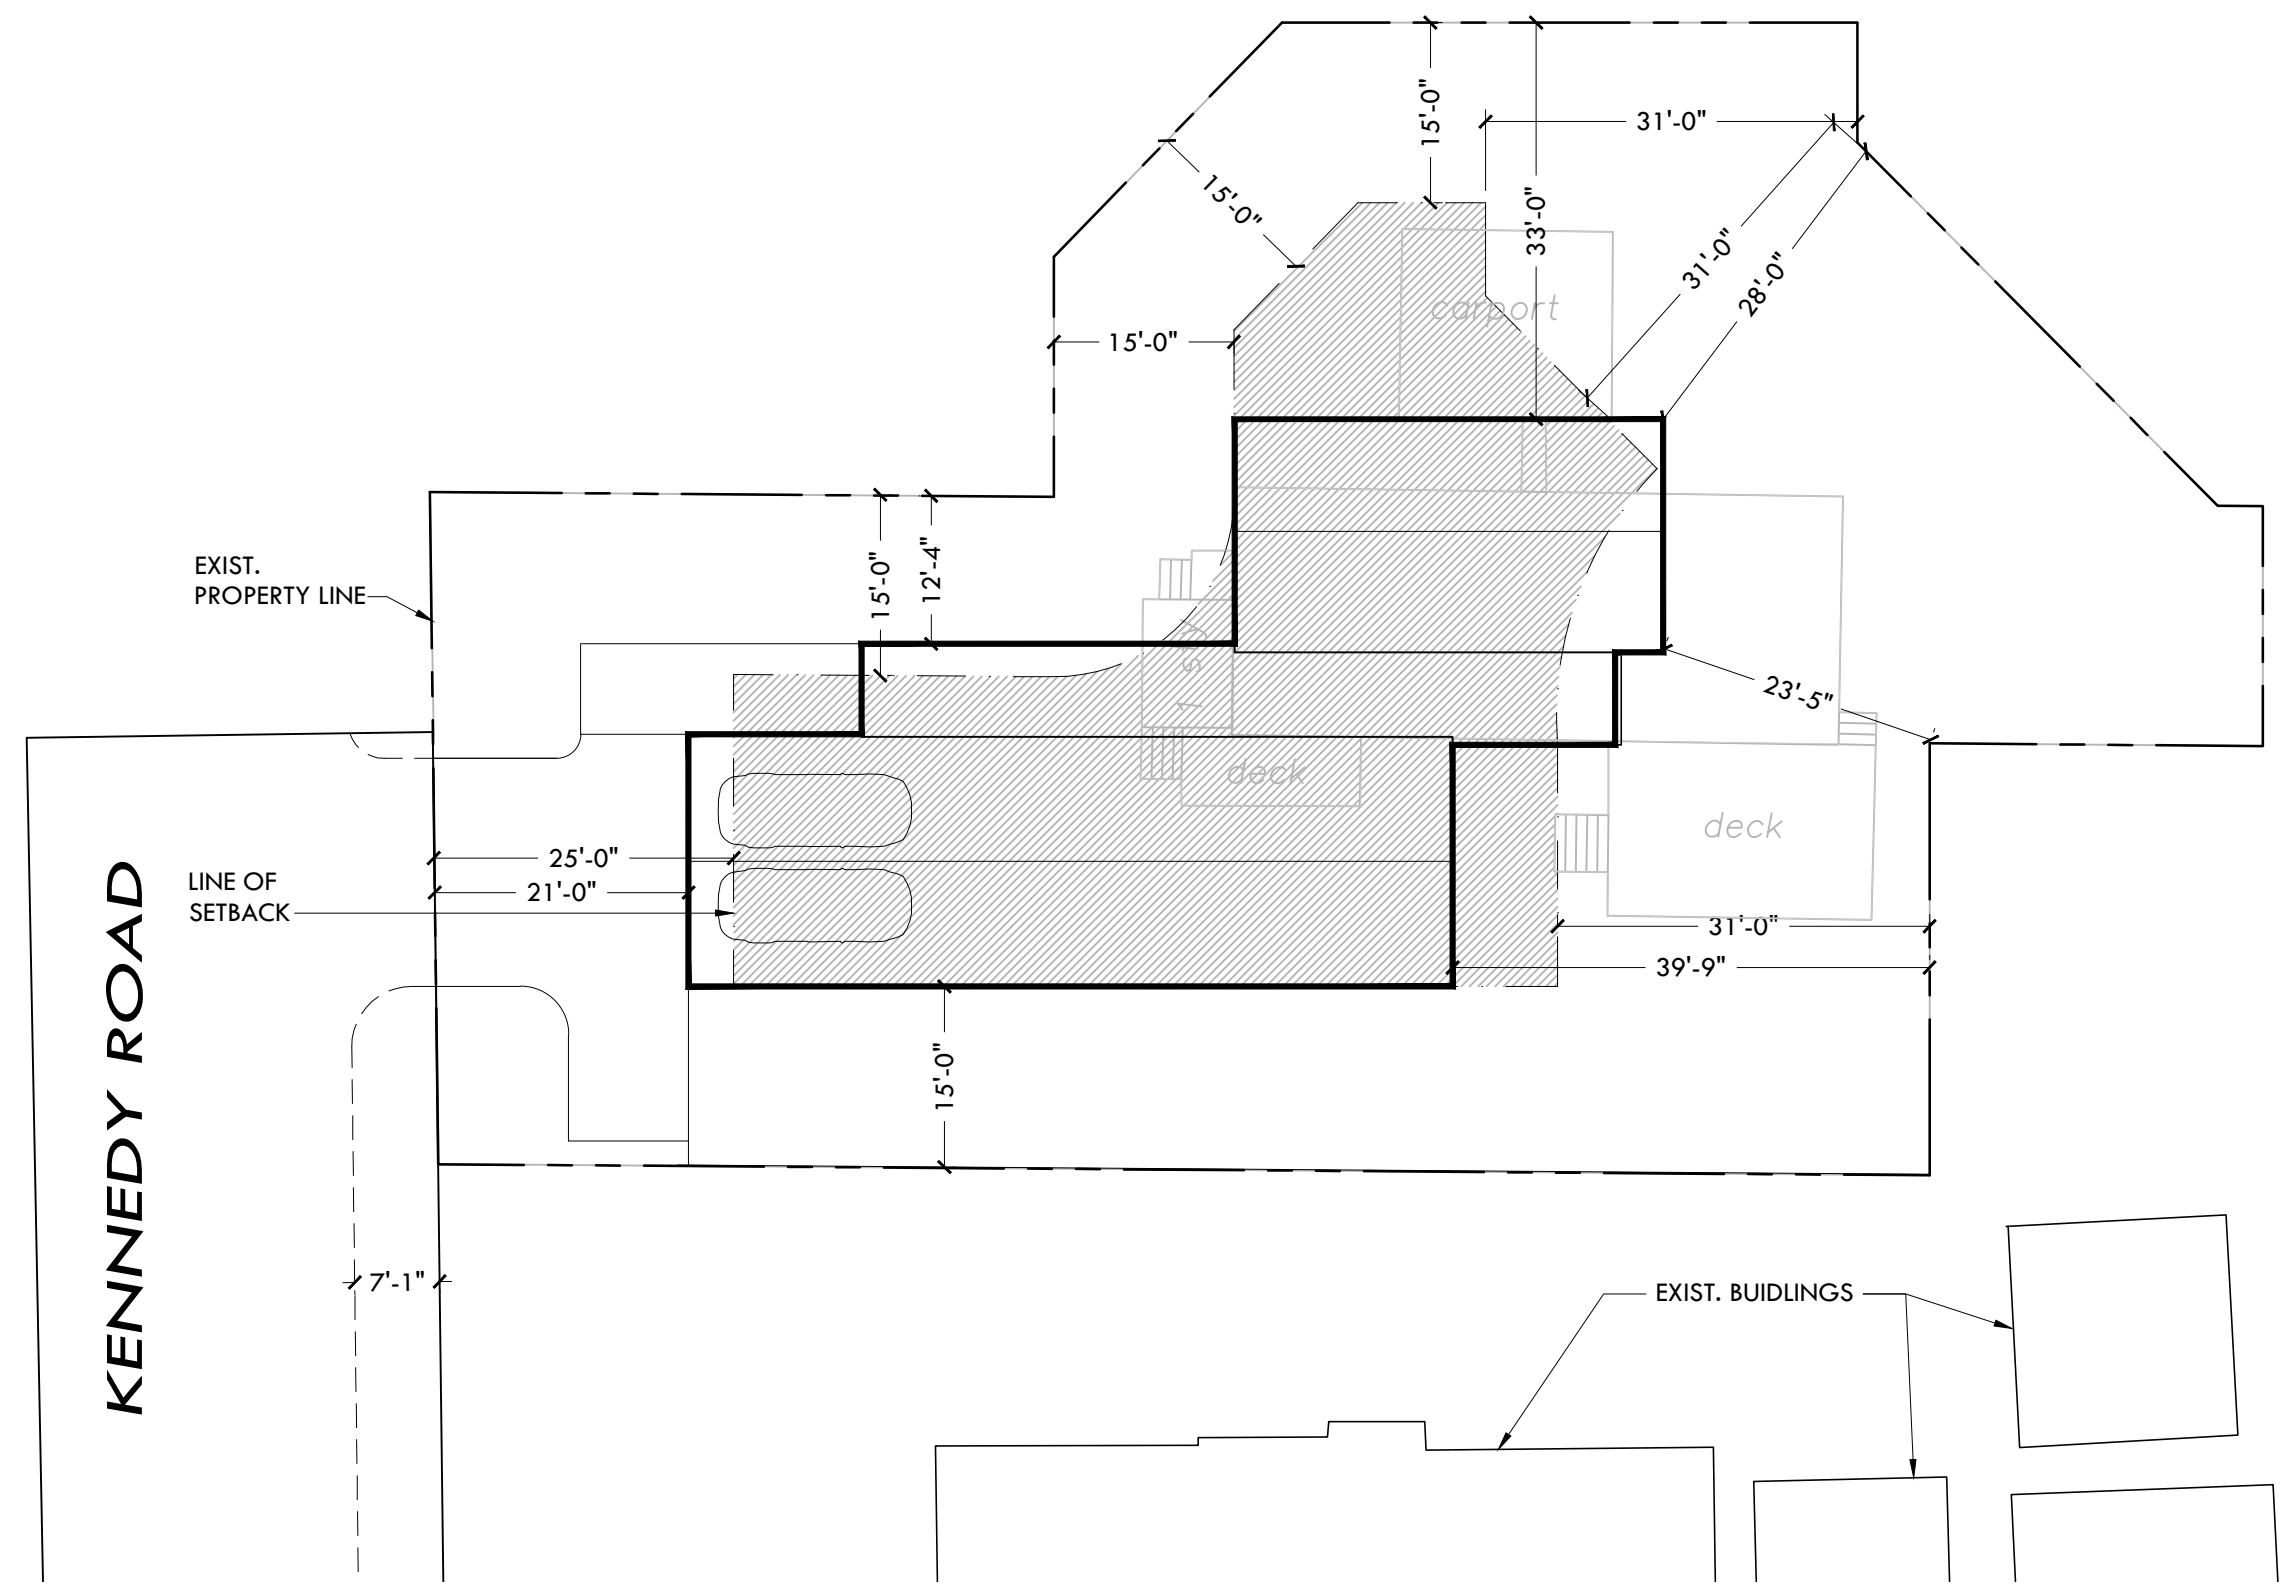 15'-0"
33'-0"
31'-0"
15'-0"
31'-0"
28'-0"
carport
15'-0"
EXIST.
PROPERTY LINE
15'-0"
12'-4"
1 sty
23'-5"
deck
deck
25'-0"
21'-0"
LINE OF
SETBACK
31'-0"
39'-9"
15'-0"
KENNEDY ROAD
7'-1"
EXIST. BUIDLINGS